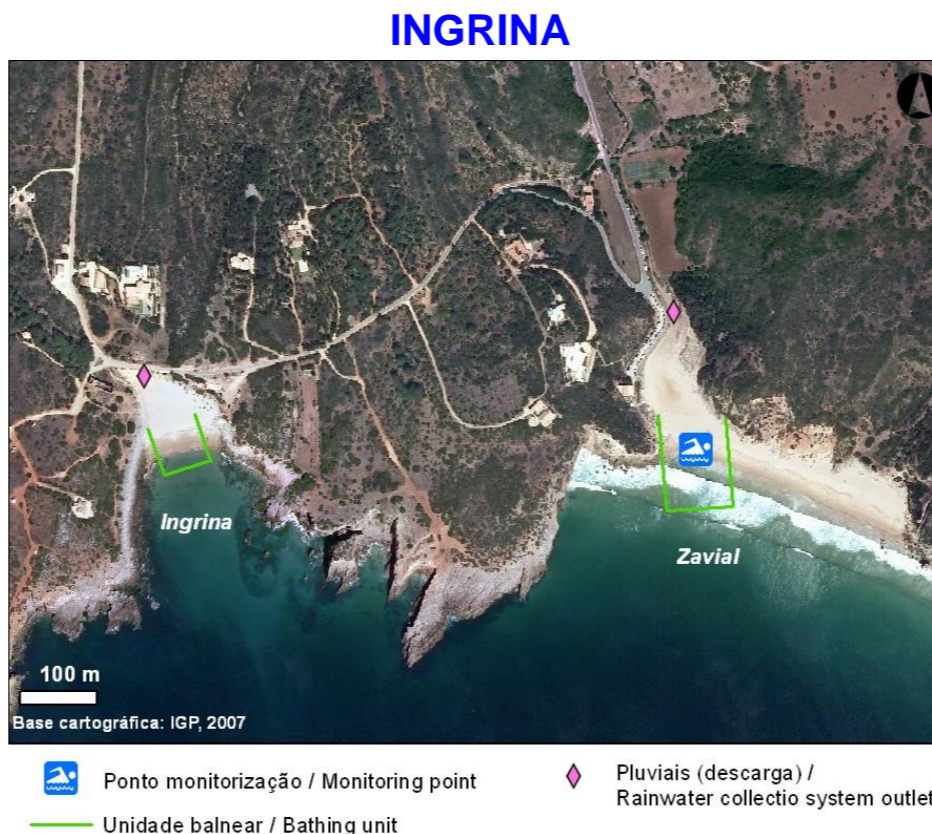 INGRINA
Ingrina
Zavial
100 m
Base cartográfica: IGP, 2007
Ponto monitorização / Monitoring point
Pluviais (descarga) /
Rainwater collectio system outlet
Unidade balnear / Bathing unit